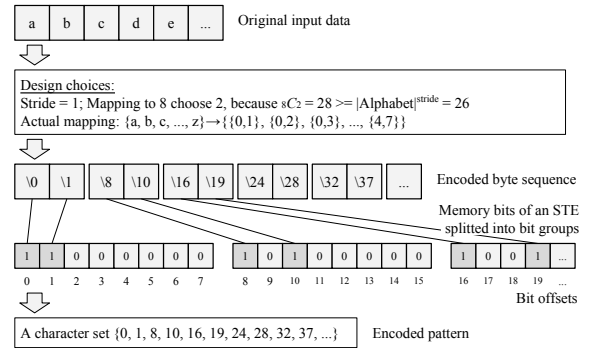 a b c d e ... Original input data
Design choices:
Stride = 1; Mapping to 8 choose 2, because ₈C₂ = 28 >= |Alphabet|^stride = 26
Actual mapping: {a, b, c, ..., z}→{{0,1}, {0,2}, {0,3}, ..., {4,7}}
\0 \1 \8 \10 \16 \19 \24 \28 \32 \37 ... Encoded byte sequence
Memory bits of an STE
splitted into bit groups
1 1 0 0 0 0 0 0 1 0 1 0 0 0 0 0 1 0 0 1 ...
0 1 2 3 4 5 6 7 8 9 10 11 12 13 14 15 16 17 18 19 ...
Bit offsets
A character set {0, 1, 8, 10, 16, 19, 24, 28, 32, 37, ...} Encoded pattern